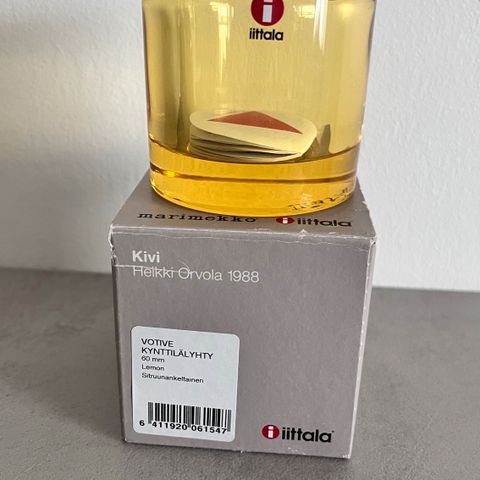 i
iittala
marimekko iittala
Kivi
Heikki Orvola 1988
VOTIVE
KYNTTILÄLYHTY
60 mm
Lemon
Sitruunankeltainen
6 411920 061547
iittala